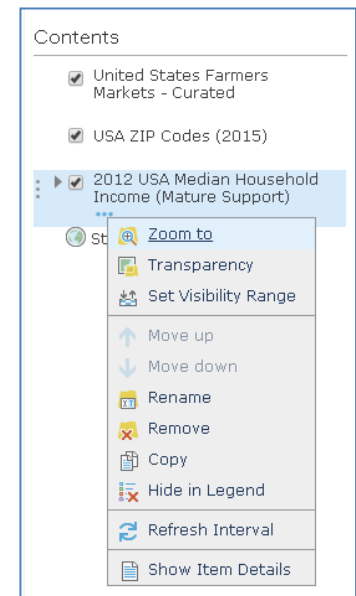 Contents
United States Farmers
Markets - Curated
USA ZIP Codes (2015)
2012 USA Median Household
Income (Mature Support)
St
Zoom to
Transparency
Set Visibility Range
Move up
Move down
Rename
Remove
Copy
Hide in Legend
Refresh Interval
Show Item Details